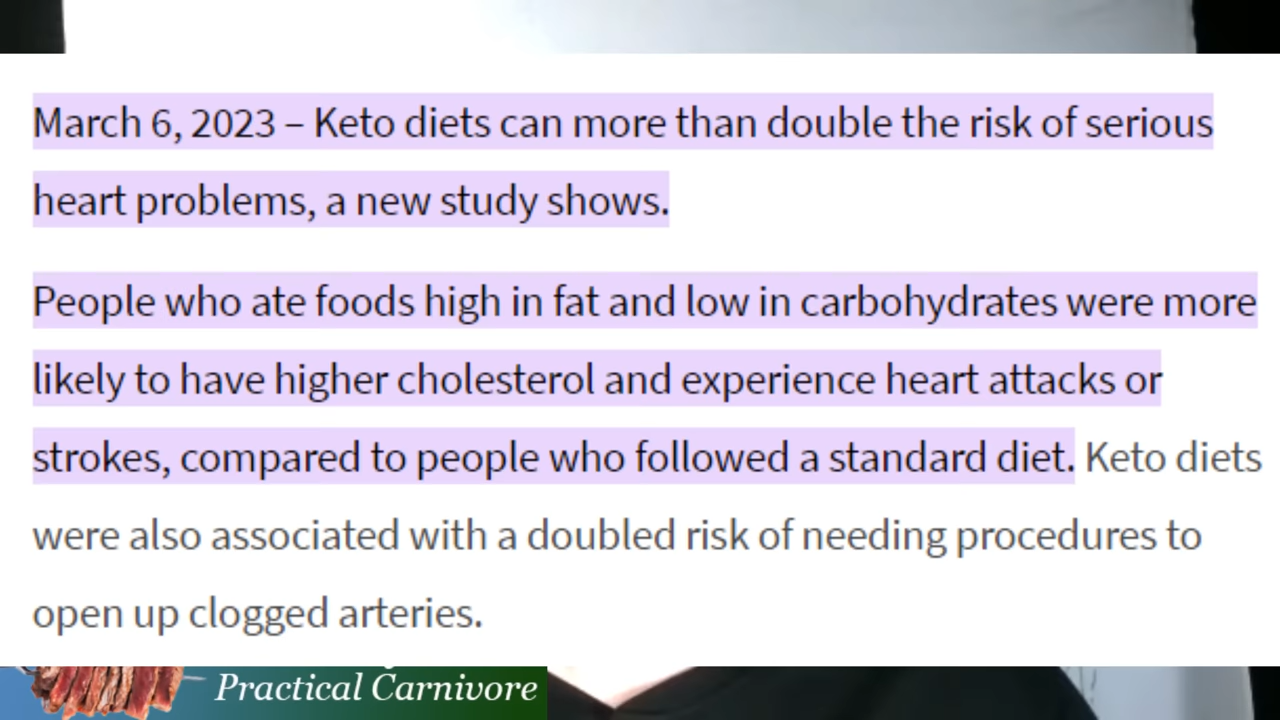 March 6, 2023 – Keto diets can more than double the risk of serious
heart problems, a new study shows.
People who ate foods high in fat and low in carbohydrates were more
likely to have higher cholesterol and experience heart attacks or
strokes, compared to people who followed a standard diet. Keto diets
were also associated with a doubled risk of needing procedures to
open up clogged arteries.
Practical Carnivore